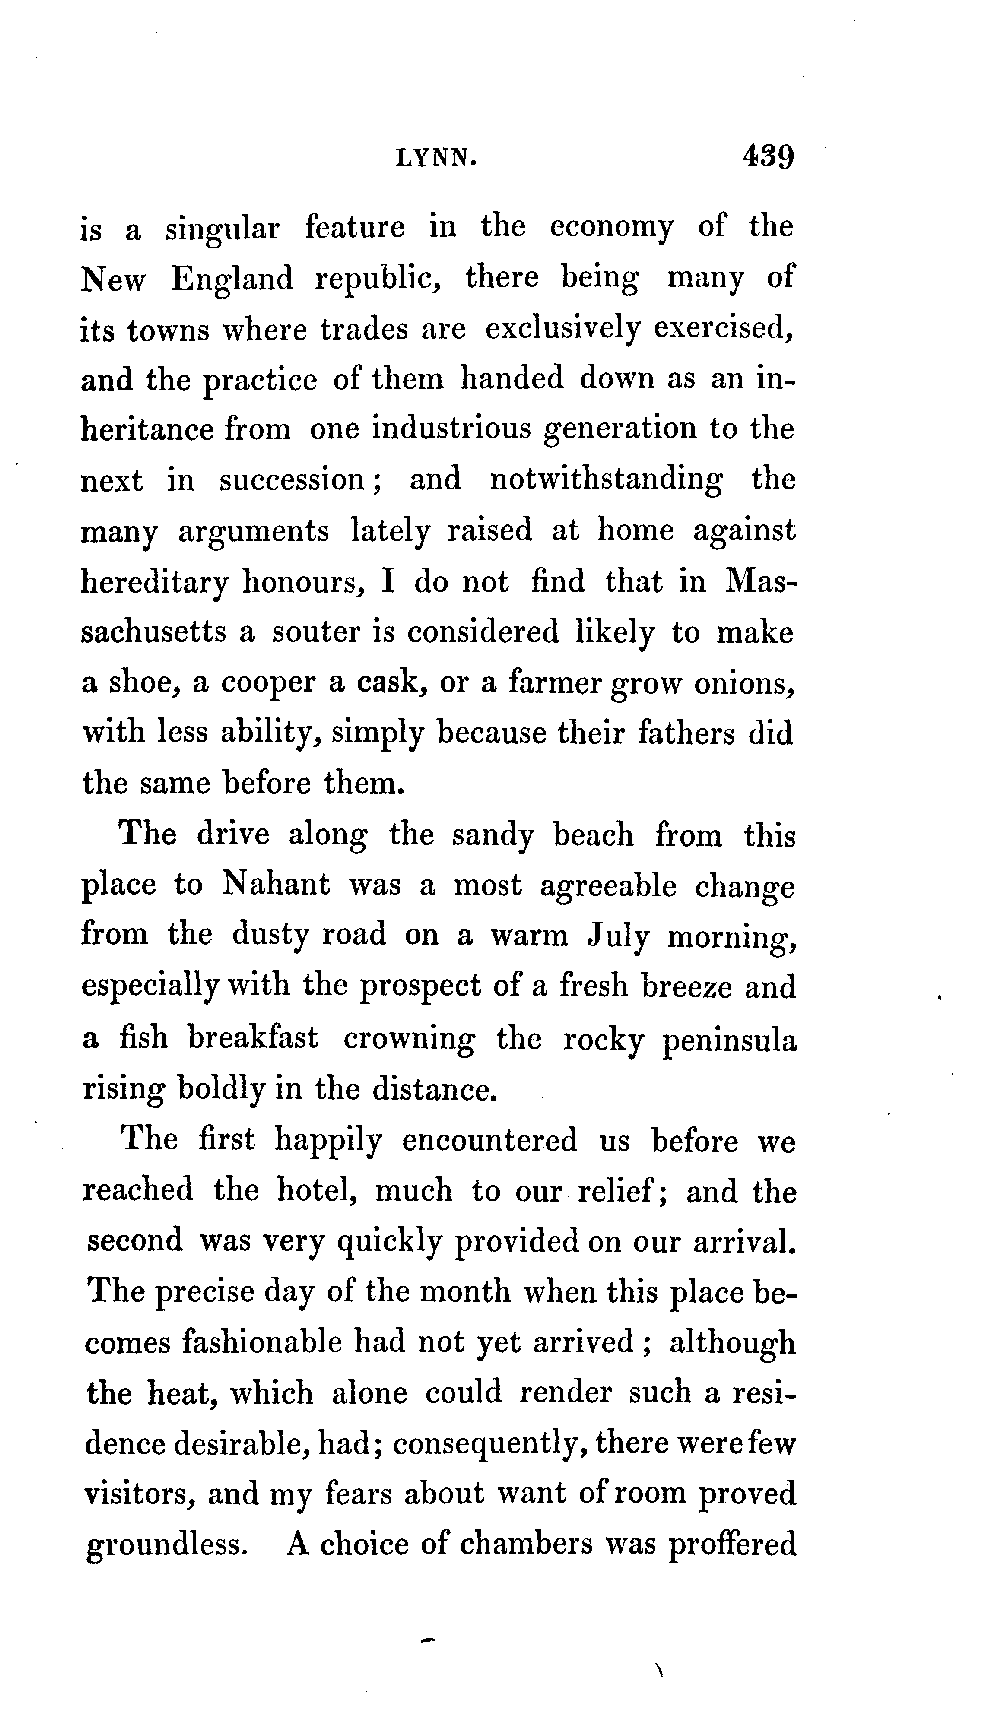 LYNN. 439
is a singular feature in the economy of the
New England republic, there being many of
its towns where trades are exclusively exercised,
and the practice of them handed down as an in-
heritance from one industrious generation to the
next in succession; and notwithstanding the
many arguments lately raised at home against
hereditary honours, I do not find that in Mas-
sachusetts a souter is considered likely to make
a shoe, a cooper a cask, or a farmer grow onions,
with less ability, simply because their fathers did
the same before them.
The drive along the sandy beach from this
place to Nahant was a most agreeable change
from the dusty road on a warm July morning,
especially with the prospect of a fresh breeze and
a fish breakfast crowning the rocky peninsula
rising boldly in the distance.
The first happily encountered us before we
reached the hotel, much to our relief; and the
second was very quickly provided on our arrival.
The precise day of the month when this place be-
comes fashionable had not yet arrived; although
the heat, which alone could render such a resi-
dence desirable, had; consequently, there were few
visitors, and my fears about want of room proved
groundless. A choice of chambers was proffered